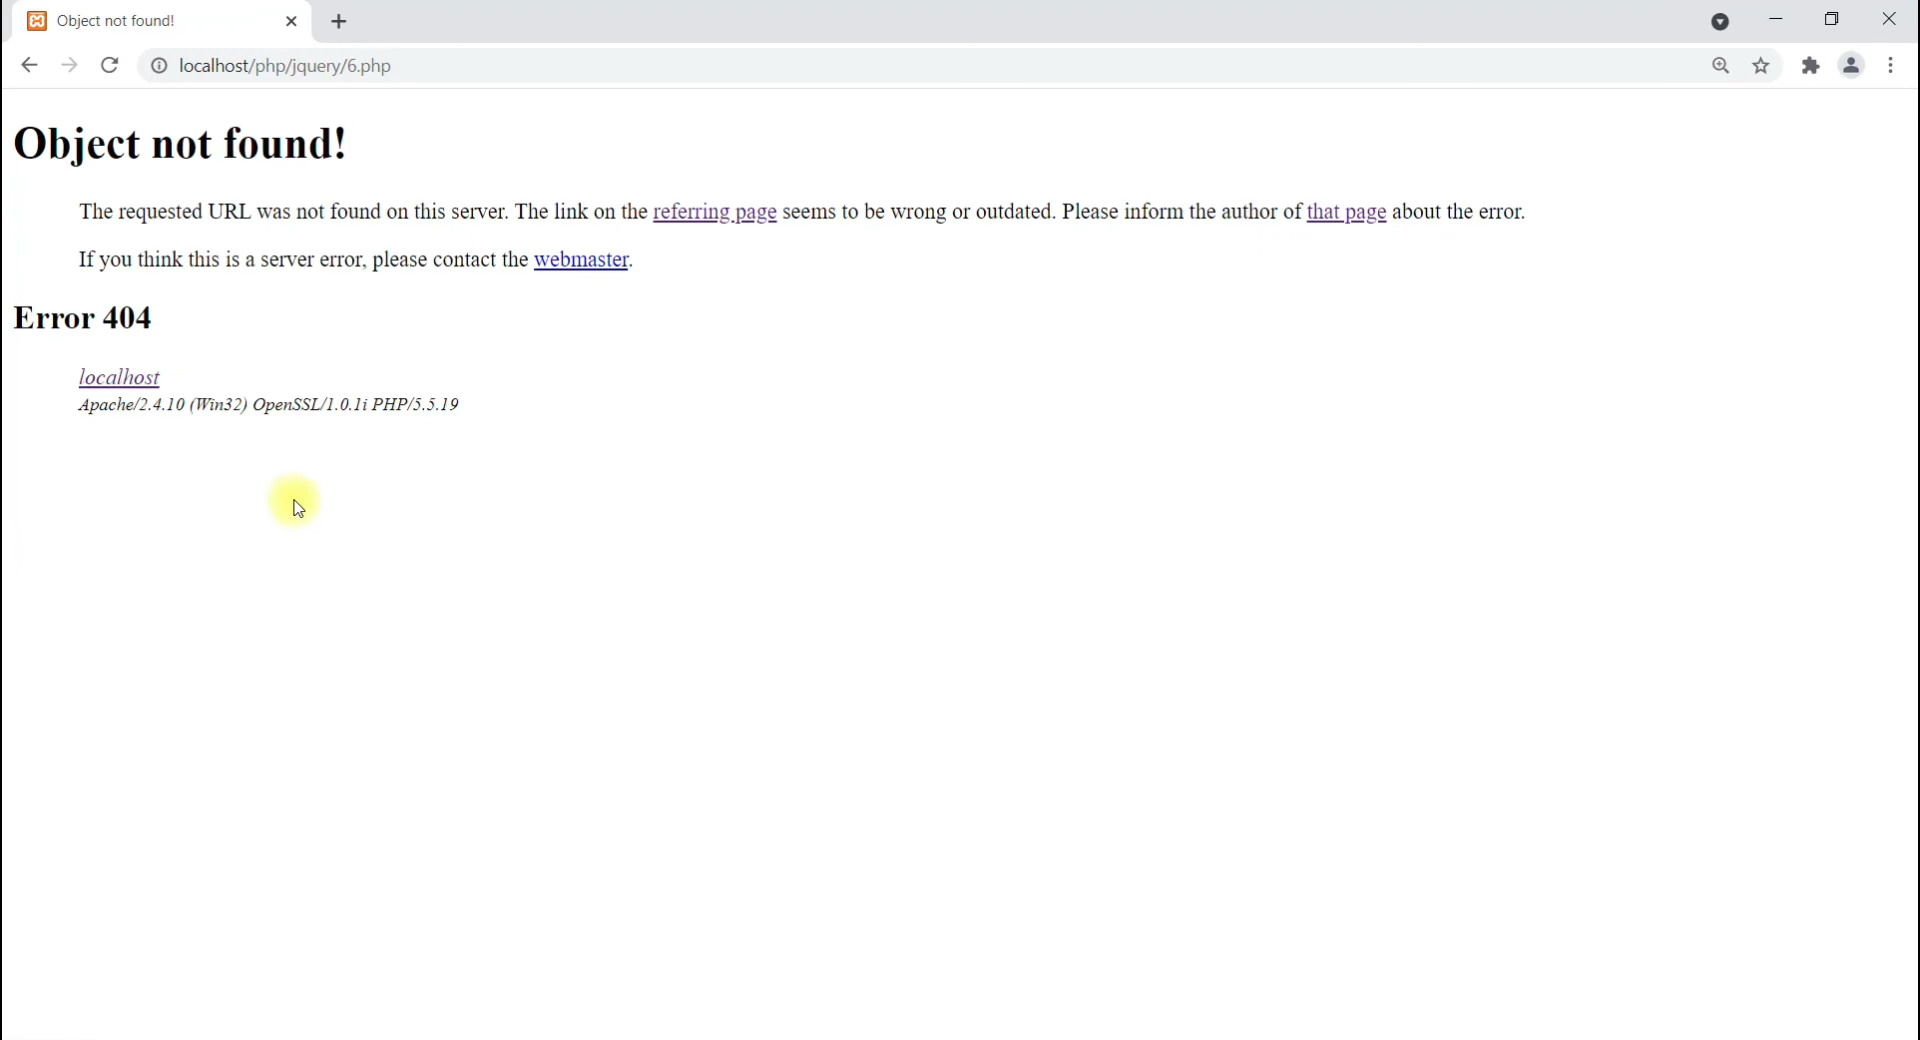 Object not found!
localhost/php/jquery/6.php
Object not found!
The requested URL was not found on this server. The link on the referring page seems to be wrong or outdated. Please inform the author of that page about the error.
If you think this is a server error, please contact the webmaster.
Error 404
localhost
Apache/2.4.10 (Win32) OpenSSL/1.0.1i PHP/5.5.19